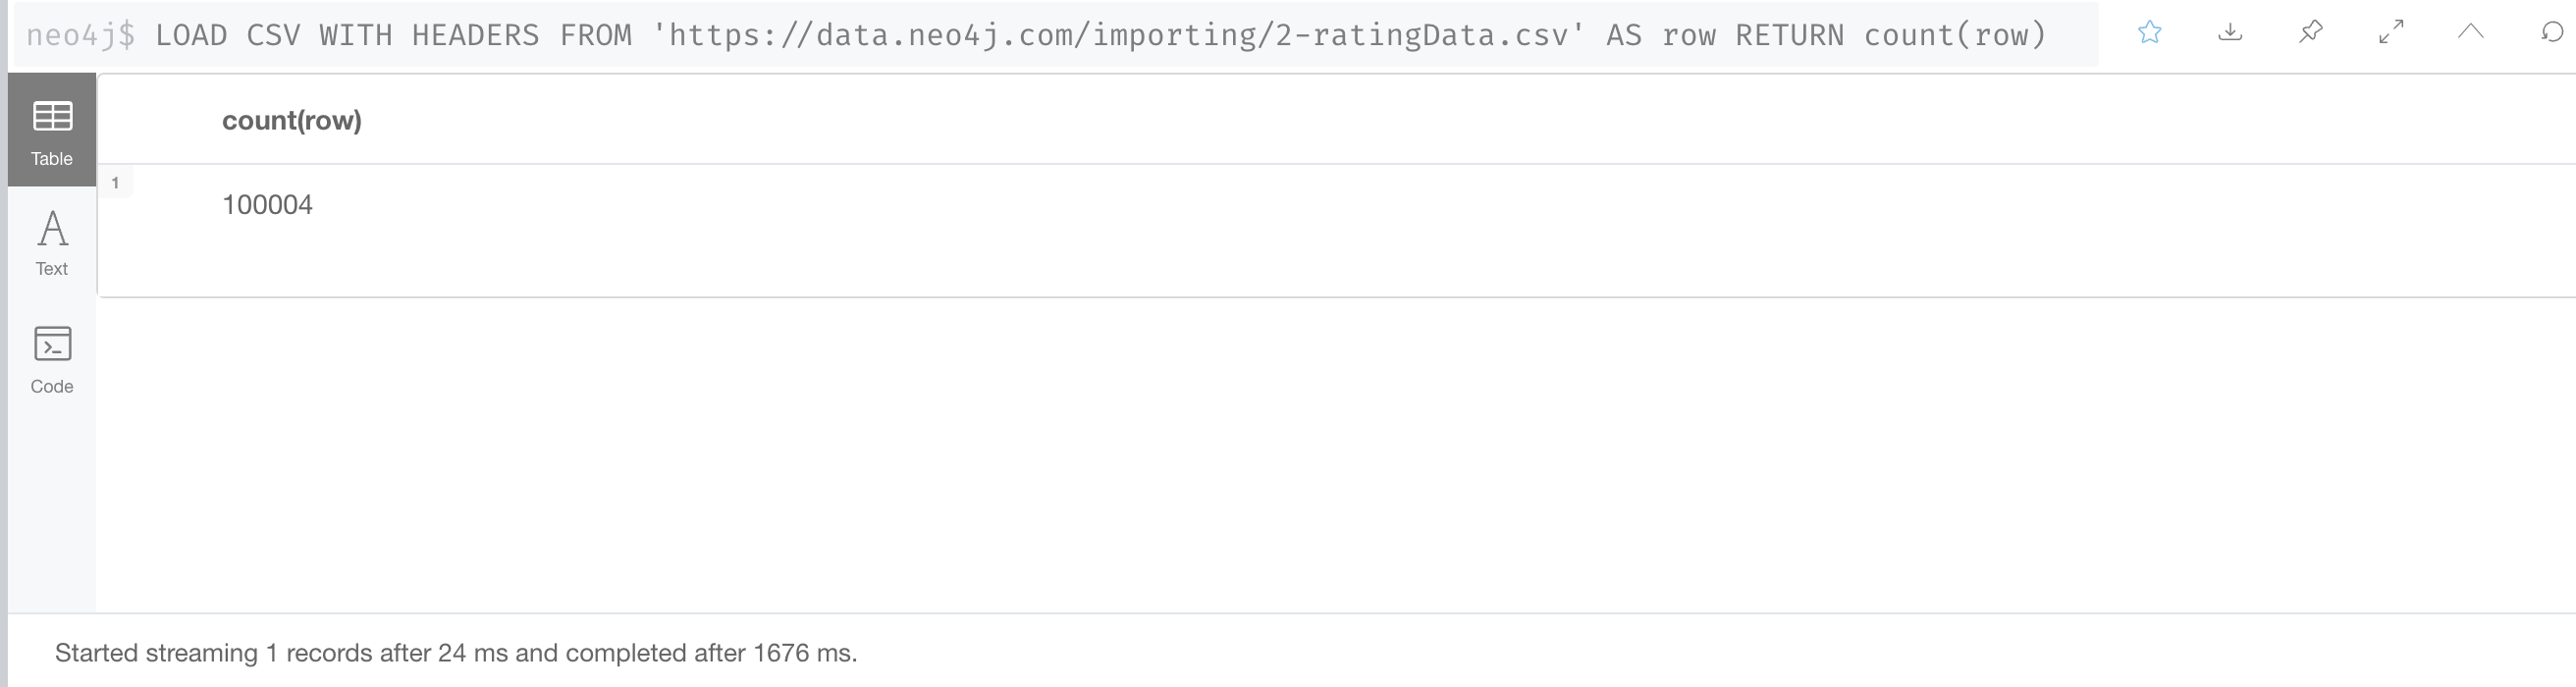 neo4j$ LOAD CSV WITH HEADERS FROM 'https://data.neo4j.com/importing/2-ratingData.csv' AS row RETURN count(row)
Table
count(row)
1
100004
Text
Code
Started streaming 1 records after 24 ms and completed after 1676 ms.